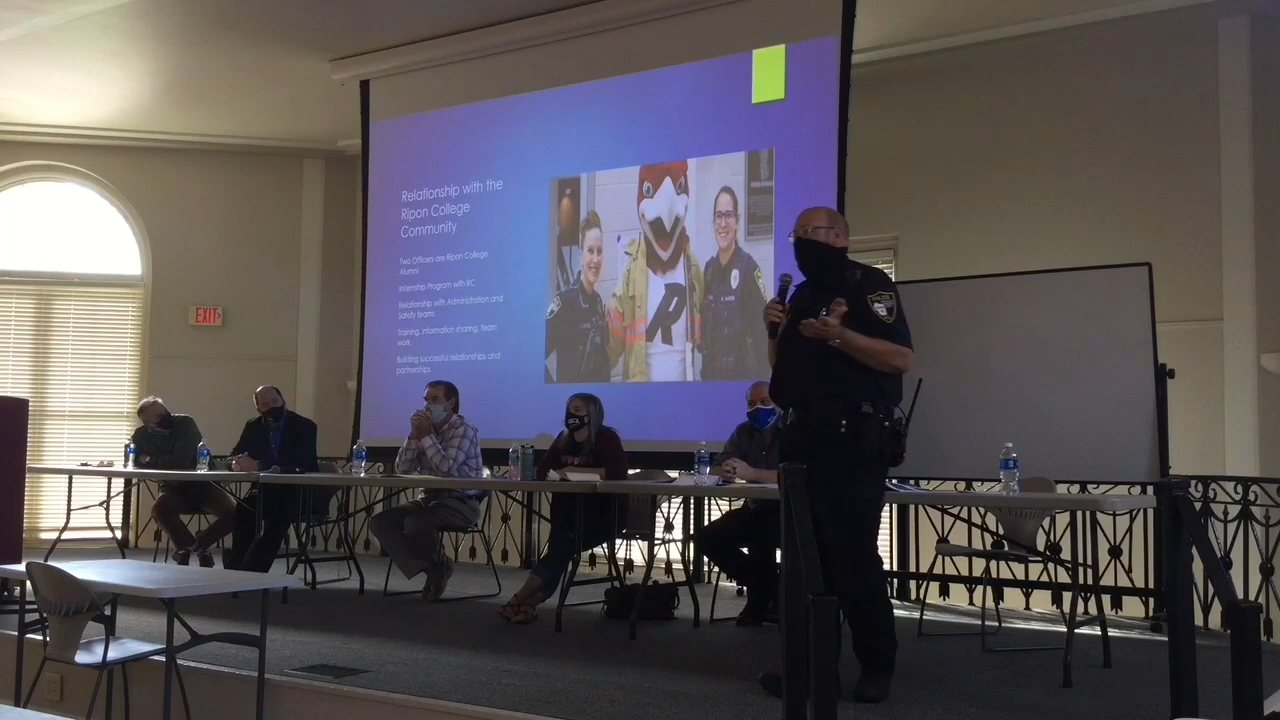 Relationship with the
Ripon College
Community
Two Officers are Ripon College
Alumni
Internship Program with RC
Relationship with Administration and
Safety teams
Training, information sharing, team
work.
Building successful relationships and
partnerships
R
EXIT
POLICE